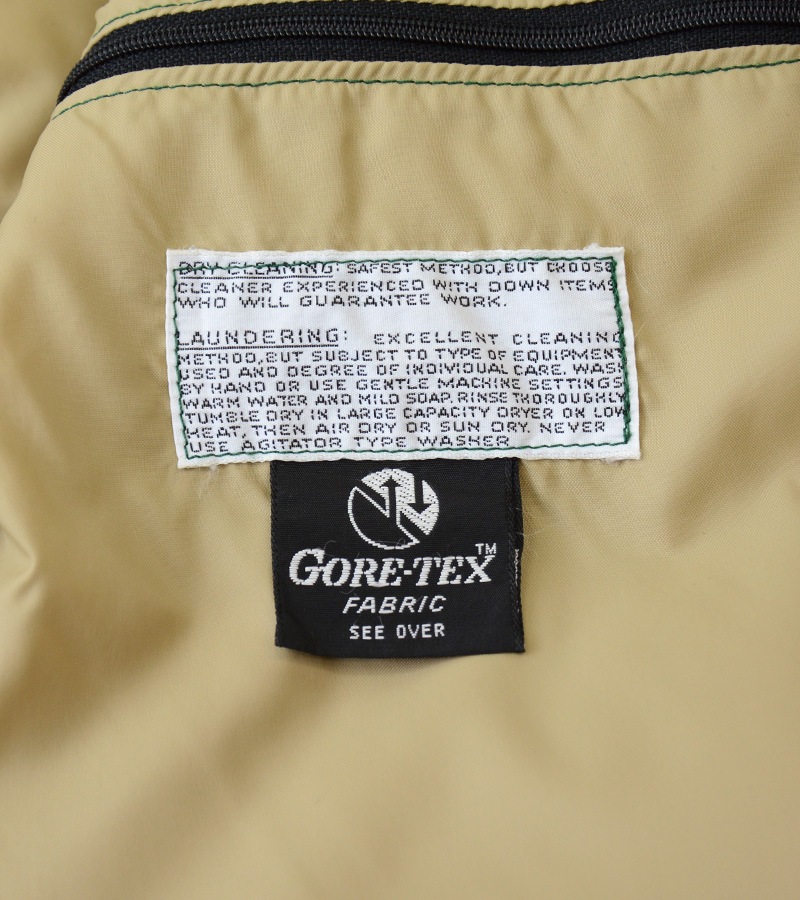 DRY CLEANING: SAFEST METHOD, BUT CHOOSE
CLEANER EXPERIENCED WITH DOWN ITEMS
WHO WILL GUARANTEE WORK.
LAUNDERING: EXCELLENT CLEANING
METHOD, BUT SUBJECT TO TYPE OF EQUIPMENT
USED AND DEGREE OF INDIVIDUAL CARE. WASH
BY HAND OR USE GENTLE MACHINE SETTINGS
WARM WATER AND MILD SOAP. RINSE THOROUGHLY
TUMBLE DRY IN LARGE CAPACITY DRYER ON LOW
HEAT, THEN AIR DRY OR SUN DRY. NEVER
USE AGITATOR TYPE WASHER
GORE-TEX™
FABRIC
SEE OVER